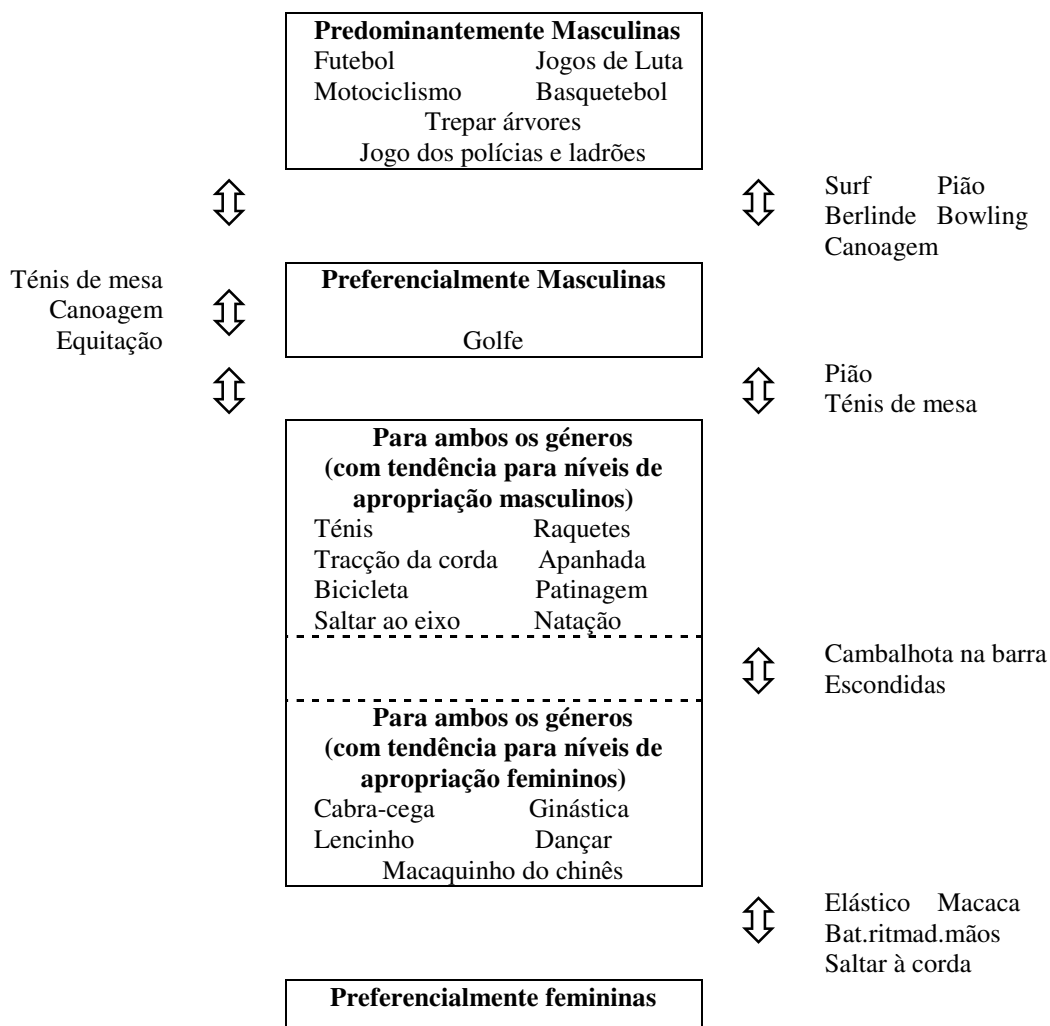 Predominantemente Masculinas
Futebol Jogos de Luta
Motociclismo Basquetebol
Trepar árvores
Jogo dos polícias e ladrões
Surf Pião
Berlinde Bowling
Canoagem
Ténis de mesa
Canoagem
Equitação
Preferencialmente Masculinas
Golfe
Pião
Ténis de mesa
Para ambos os géneros
(com tendência para níveis de
apropriação masculinos)
Ténis Raquetes
Tracção da corda Apanhada
Bicicleta Patinagem
Saltar ao eixo Natação
Cambalhota na barra
Escondidas
Para ambos os géneros
(com tendência para níveis de
apropriação femininos)
Cabra-cega Ginástica
Lencinho Dançar
Macaquinho do chinês
Elástico Macaca
Bat.ritmad.mãos
Saltar à corda
Preferencialmente femininas